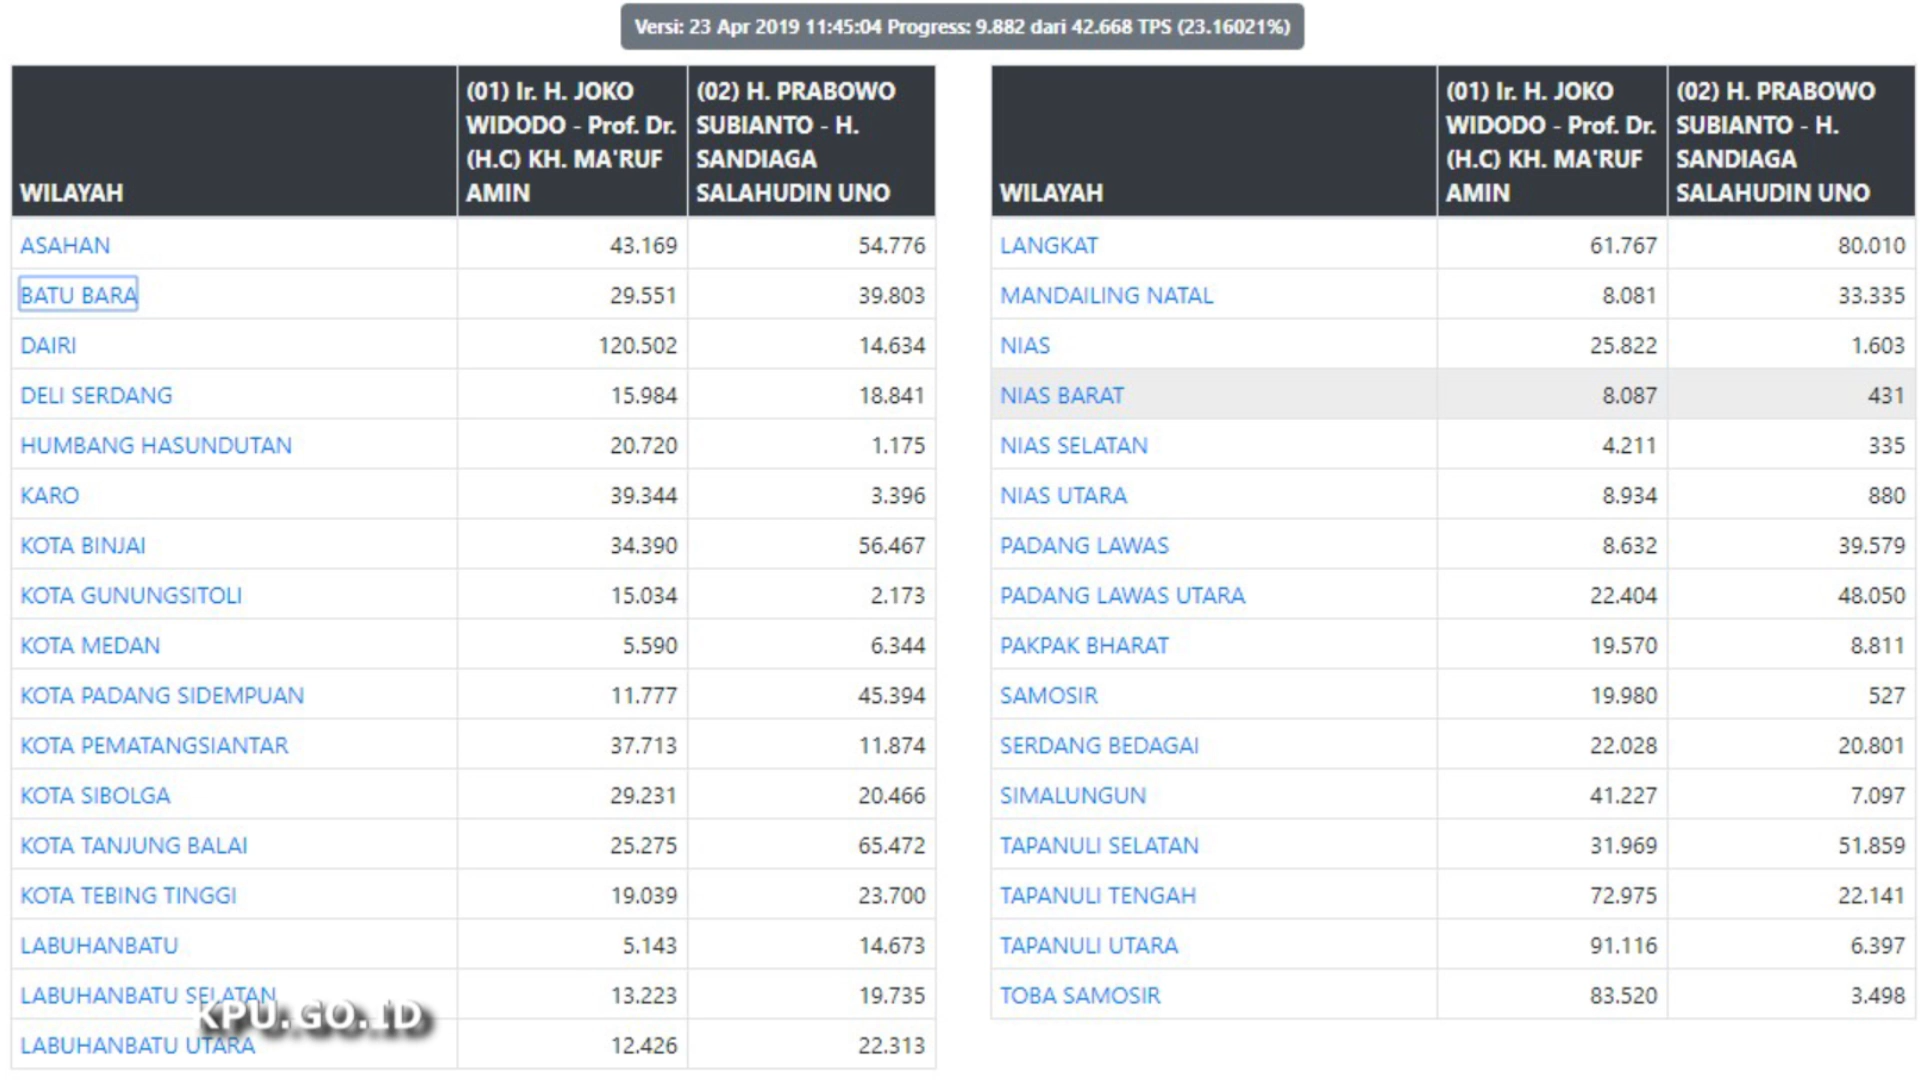 Versi: 23 Apr 2019 11:45:04 Progress: 9.882 dari 42.668 TPS (23.16021%)
WILAYAH (01) Ir. H. JOKO WIDODO - Prof. Dr. (H.C) KH. MA'RUF AMIN (02) H. PRABOWO SUBIANTO - H. SANDIAGA SALAHUDIN UNO
ASAHAN 43.169 54.776
BATU BARA 29.551 39.803
DAIRI 120.502 14.634
DELI SERDANG 15.984 18.841
HUMBANG HASUNDUTAN 20.720 1.175
KARO 39.344 3.396
KOTA BINJAI 34.390 56.467
KOTA GUNUNGSITOLI 15.034 2.173
KOTA MEDAN 5.590 6.344
KOTA PADANG SIDEMPUAN 11.777 45.394
KOTA PEMATANGSIANTAR 37.713 11.874
KOTA SIBOLGA 29.231 20.466
KOTA TANJUNG BALAI 25.275 65.472
KOTA TEBING TINGGI 19.039 23.700
LABUHANBATU 5.143 14.673
LABUHANBATU SELATAN 13.223 19.735
KPU.GO.ID
LABUHANBATU UTARA 12.426 22.313
WILAYAH (01) Ir. H. JOKO WIDODO - Prof. Dr. (H.C) KH. MA'RUF AMIN (02) H. PRABOWO SUBIANTO - H. SANDIAGA SALAHUDIN UNO
LANGKAT 61.767 80.010
MANDAILING NATAL 8.081 33.335
NIAS 25.822 1.603
NIAS BARAT 8.087 431
NIAS SELATAN 4.211 335
NIAS UTARA 8.934 880
PADANG LAWAS 8.632 39.579
PADANG LAWAS UTARA 22.404 48.050
PAKPAK BHARAT 19.570 8.811
SAMOSIR 19.980 527
SERDANG BEDAGAI 22.028 20.801
SIMALUNGUN 41.227 7.097
TAPANULI SELATAN 31.969 51.859
TAPANULI TENGAH 72.975 22.141
TAPANULI UTARA 91.116 6.397
TOBA SAMOSIR 83.520 3.498